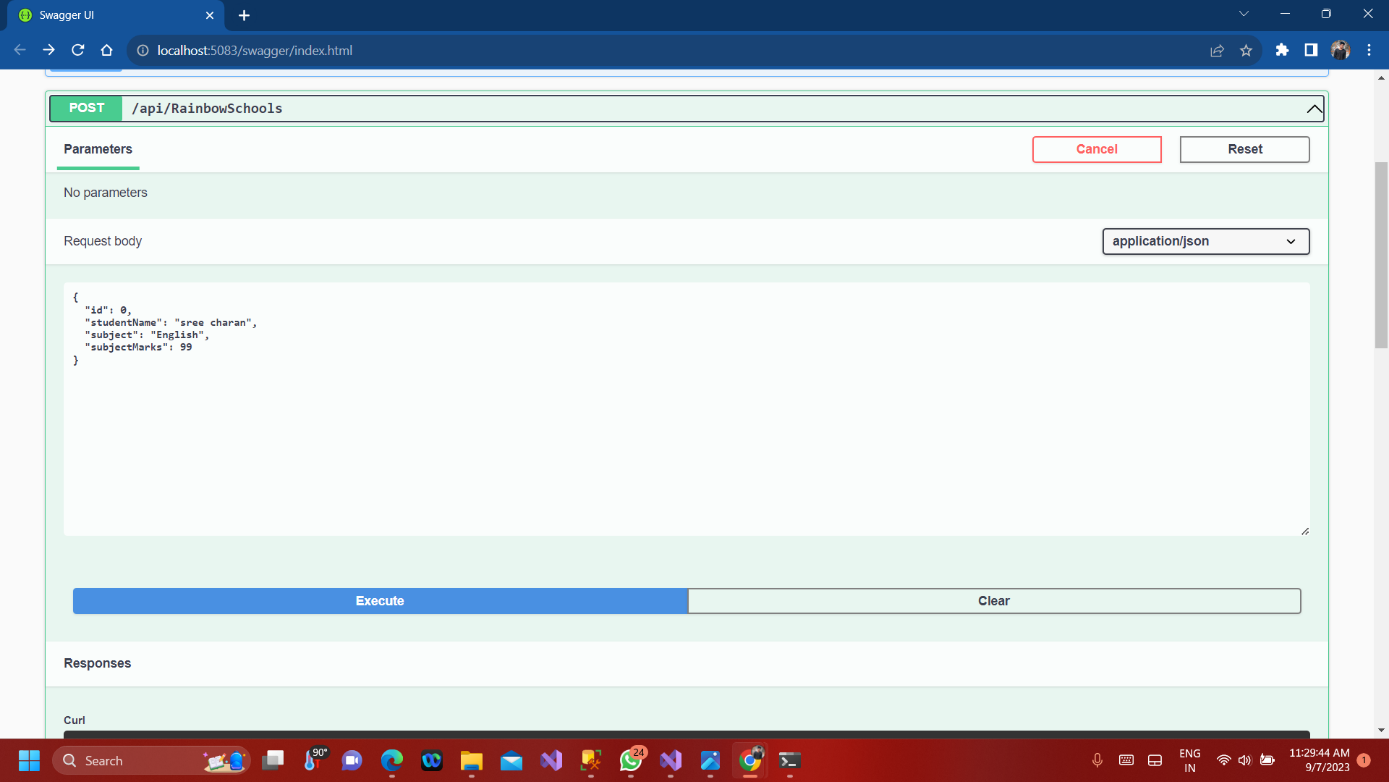 Swagger UI
localhost:5083/swagger/index.html
POST /api/RainbowSchools
Parameters
Cancel
Reset
No parameters
Request body
application/json
{
"id": 0,
"studentName": "sree charan",
"subject": "English",
"subjectMarks": 99
}
Execute
Clear
Responses
Curl
Search
90°
24
ENG
IN
11:29:44 AM
9/7/2023
1